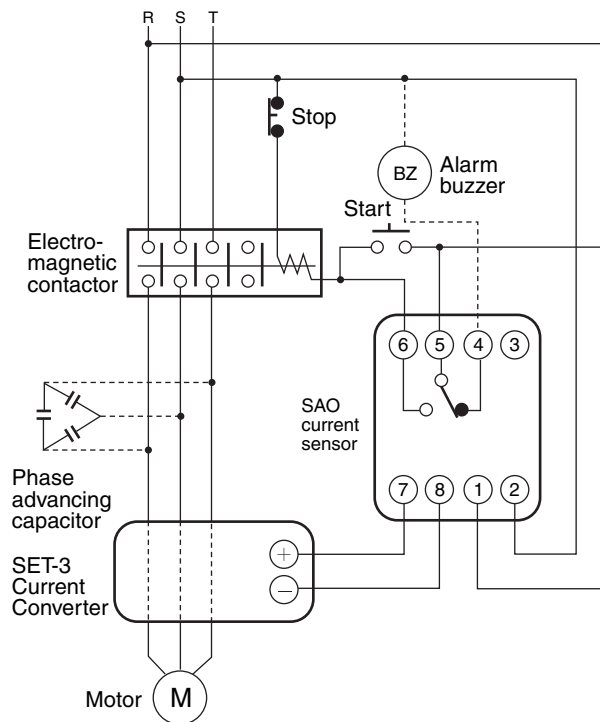 R S T
Stop
BZ
Alarm
buzzer
Start
Electro-
magnetic
contactor
6 5 4 3
SAO
current
sensor
7 8 1 2
Phase
advancing
capacitor
SET-3
Current
Converter
+
−
Motor
M